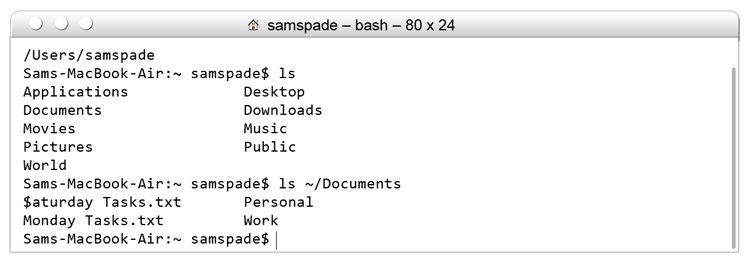 samspade – bash – 80 x 24
/Users/samspade
Sams-MacBook-Air:~ samspade$ ls
Applications Desktop
Documents Downloads
Movies Music
Pictures Public
World
Sams-MacBook-Air:~ samspade$ ls ~/Documents
$aturday Tasks.txt Personal
Monday Tasks.txt Work
Sams-MacBook-Air:~ samspade$